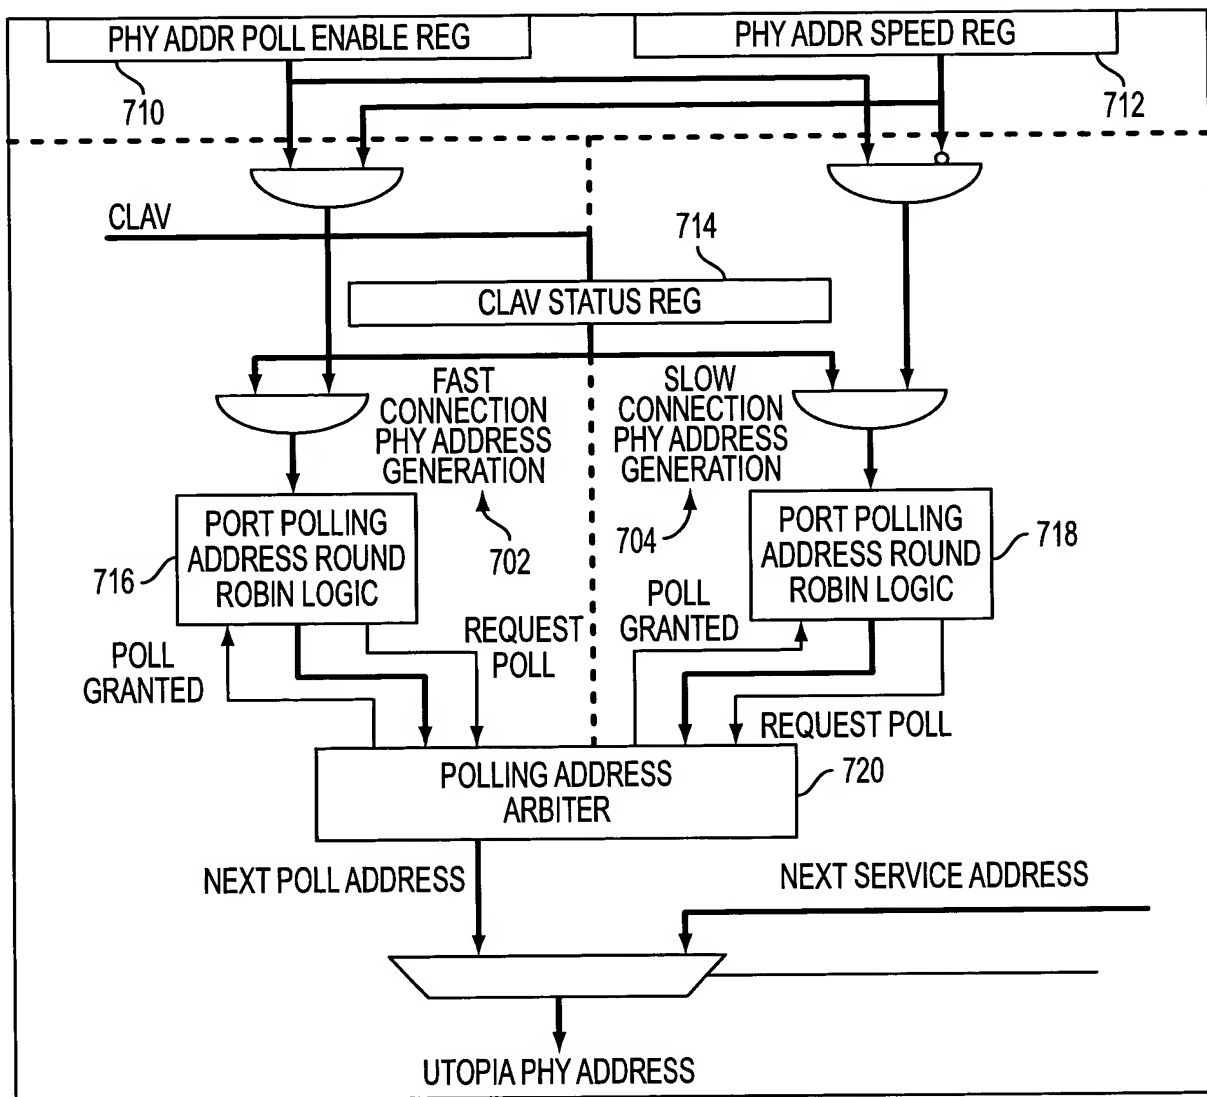 PHY ADDR POLL ENABLE REG
PHY ADDR SPEED REG
710
712
CLAV
714
CLAV STATUS REG
FAST
CONNECTION
PHY ADDRESS
GENERATION
702
SLOW
CONNECTION
PHY ADDRESS
GENERATION
704
PORT POLLING
ADDRESS ROUND
ROBIN LOGIC
716
PORT POLLING
ADDRESS ROUND
ROBIN LOGIC
718
POLL
GRANTED
REQUEST
POLL
POLL
GRANTED
REQUEST POLL
POLLING ADDRESS
ARBITER
720
NEXT POLL ADDRESS
NEXT SERVICE ADDRESS
UTOPIA PHY ADDRESS